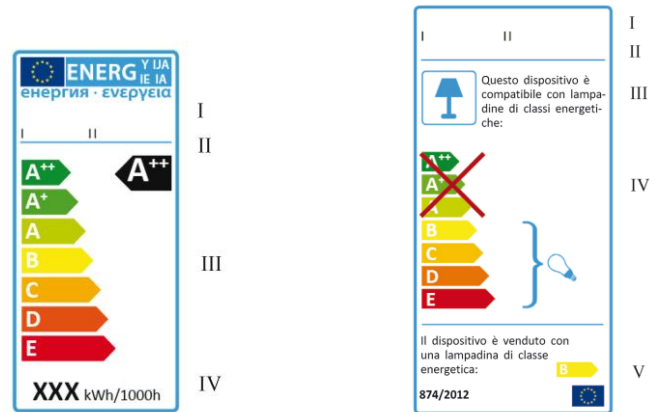 ENERG Y IJA
IE IA
енергия · ενεργεια
I
I II
II
A++ A++
A+
A
B
III
C
D
E
XXX kWh/1000h
IV
I
I II
II
Questo dispositivo è
compatibile con lampa-
dine di classi energeti-
che:
III
A++
A+
IV
A
B
C
D
E
Il dispositivo è venduto con
una lampadina di classe
energetica:
B
V
874/2012